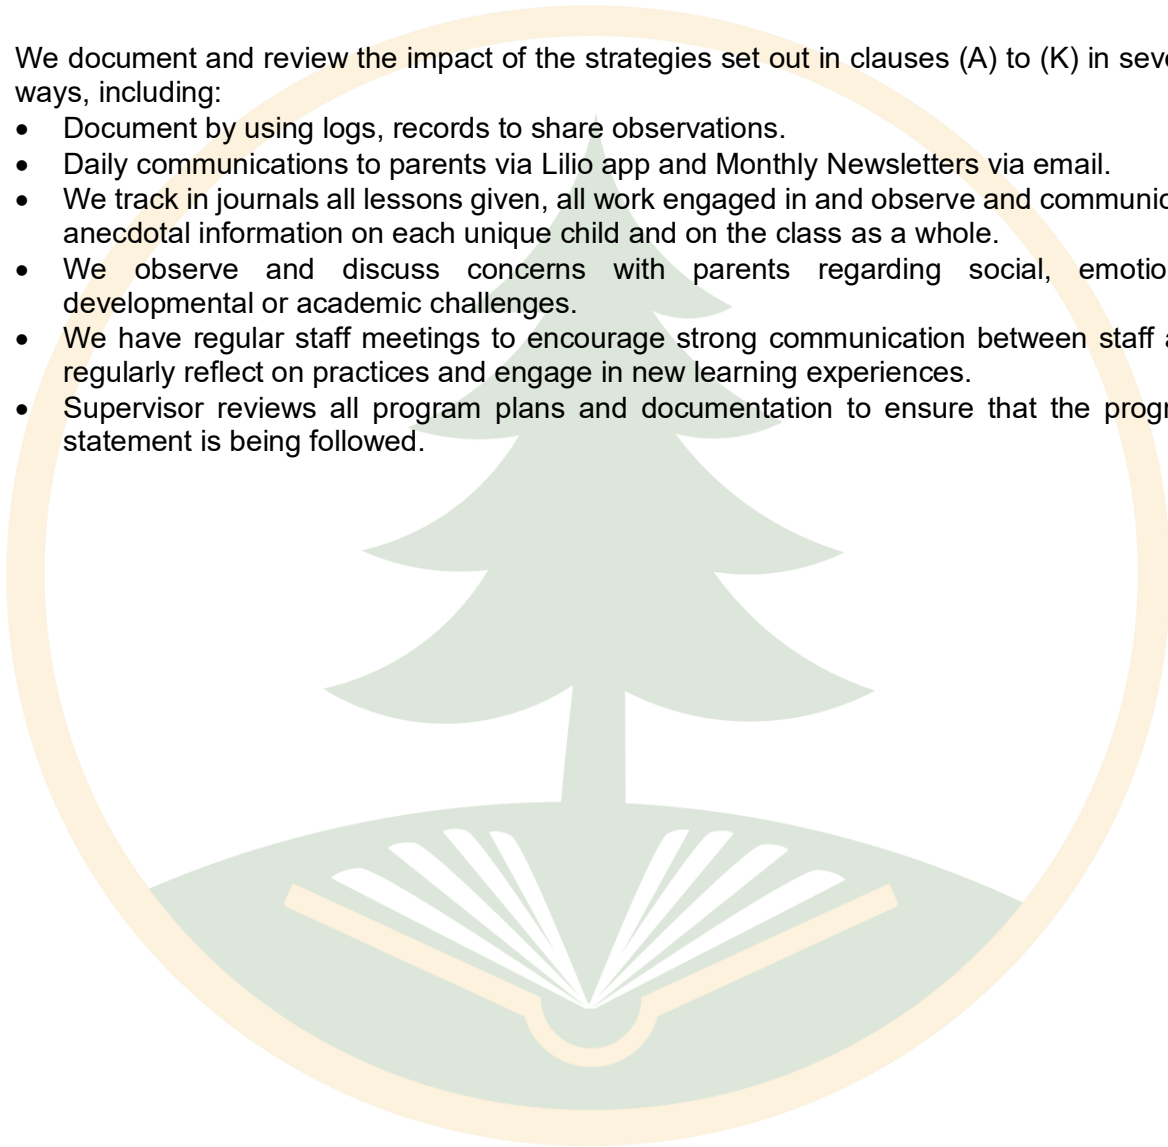 We document and review the impact of the strategies set out in clauses (A) to (K) in seve
ways, including:
• Document by using logs, records to share observations.
• Daily communications to parents via Lilio app and Monthly Newsletters via email.
• We track in journals all lessons given, all work engaged in and observe and communic
anecdotal information on each unique child and on the class as a whole.
• We observe and discuss concerns with parents regarding social, emotio
developmental or academic challenges.
• We have regular staff meetings to encourage strong communication between staff a
regularly reflect on practices and engage in new learning experiences.
• Supervisor reviews all program plans and documentation to ensure that the progr
statement is being followed.